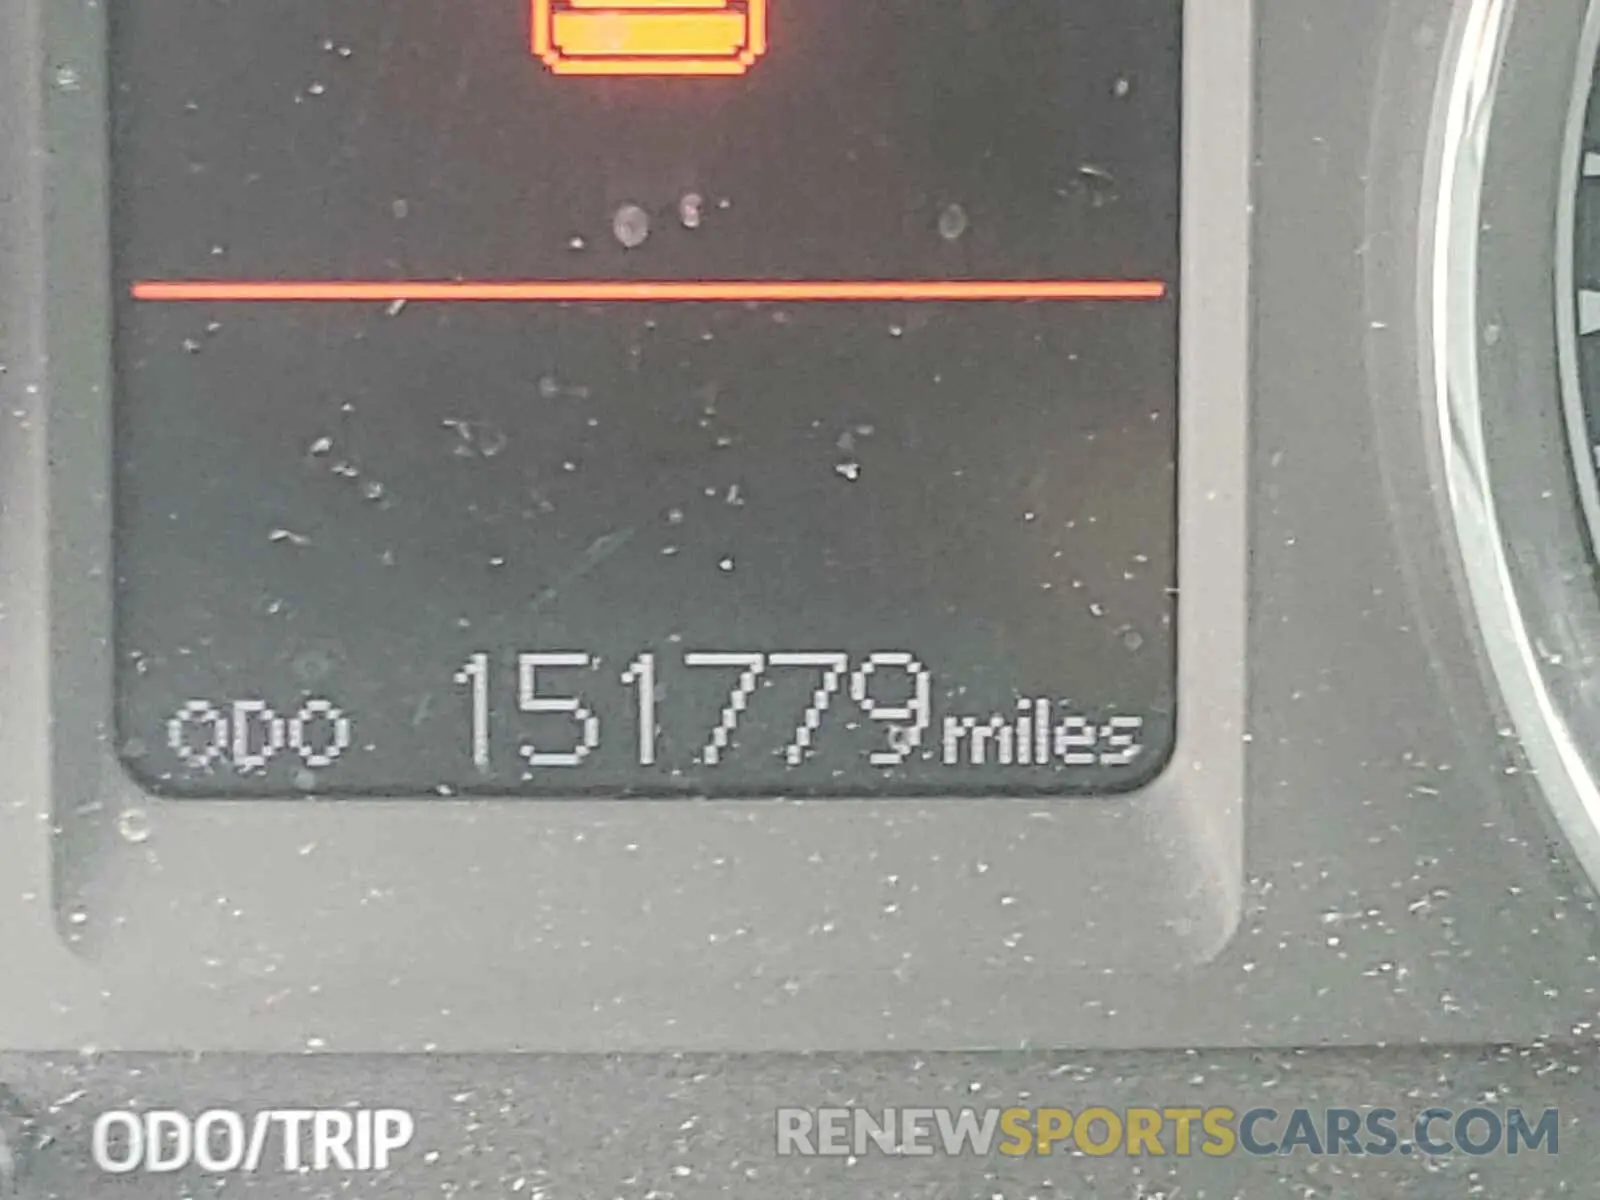 ODO 151779 miles
ODO/TRIP
RENEWSPORTSCARS.COM